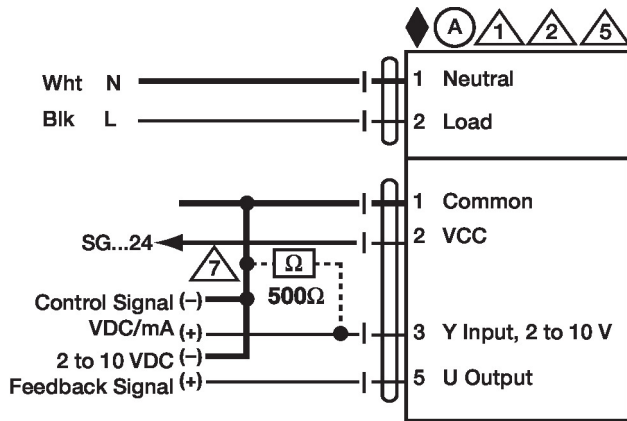 A 1 2 5
Wht N 1 Neutral
Blk L 2 Load
1 Common
SG...24 2 VCC
7 Ω
500Ω
Control Signal (–)
VDC/mA (+) 3 Y Input, 2 to 10 V
2 to 10 VDC (–)
Feedback Signal (+) 5 U Output